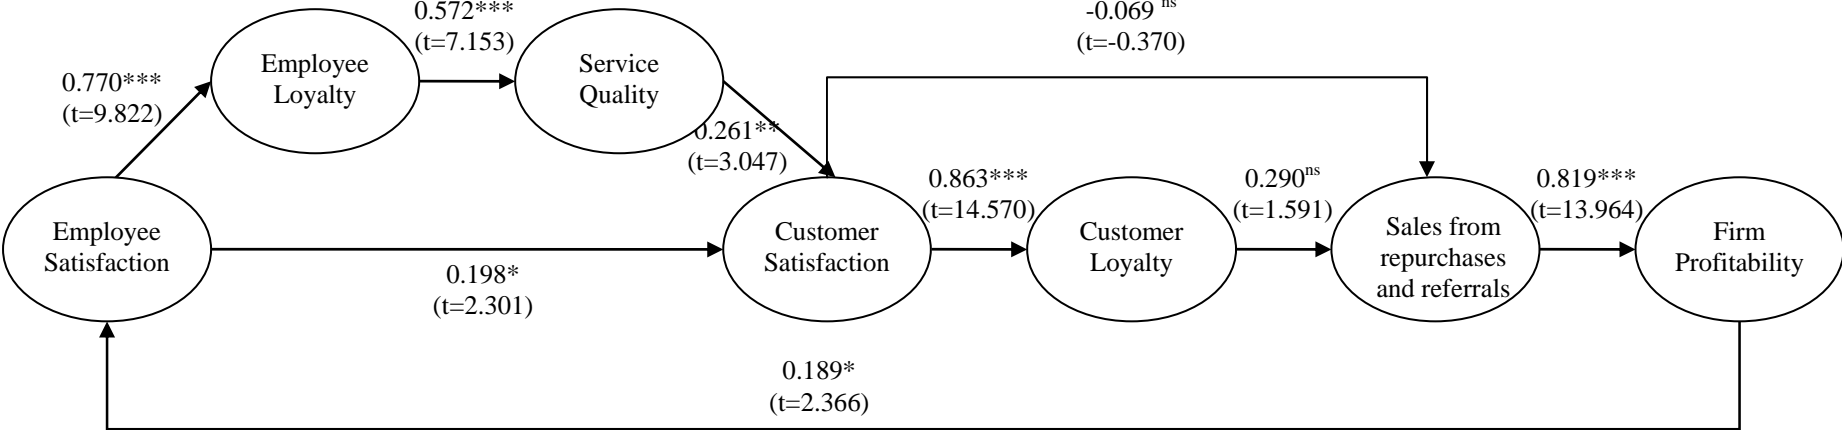 0.572***
(t=7.153)
-0.069 ns
(t=-0.370)
Employee
Loyalty
Service
Quality
0.770***
(t=9.822)
0.261**
(t=3.047)
0.863***
(t=14.570)
0.290ns
(t=1.591)
0.819***
(t=13.964)
Employee
Satisfaction
Customer
Satisfaction
Customer
Loyalty
Sales from
repurchases
and referrals
Firm
Profitability
0.198*
(t=2.301)
0.189*
(t=2.366)